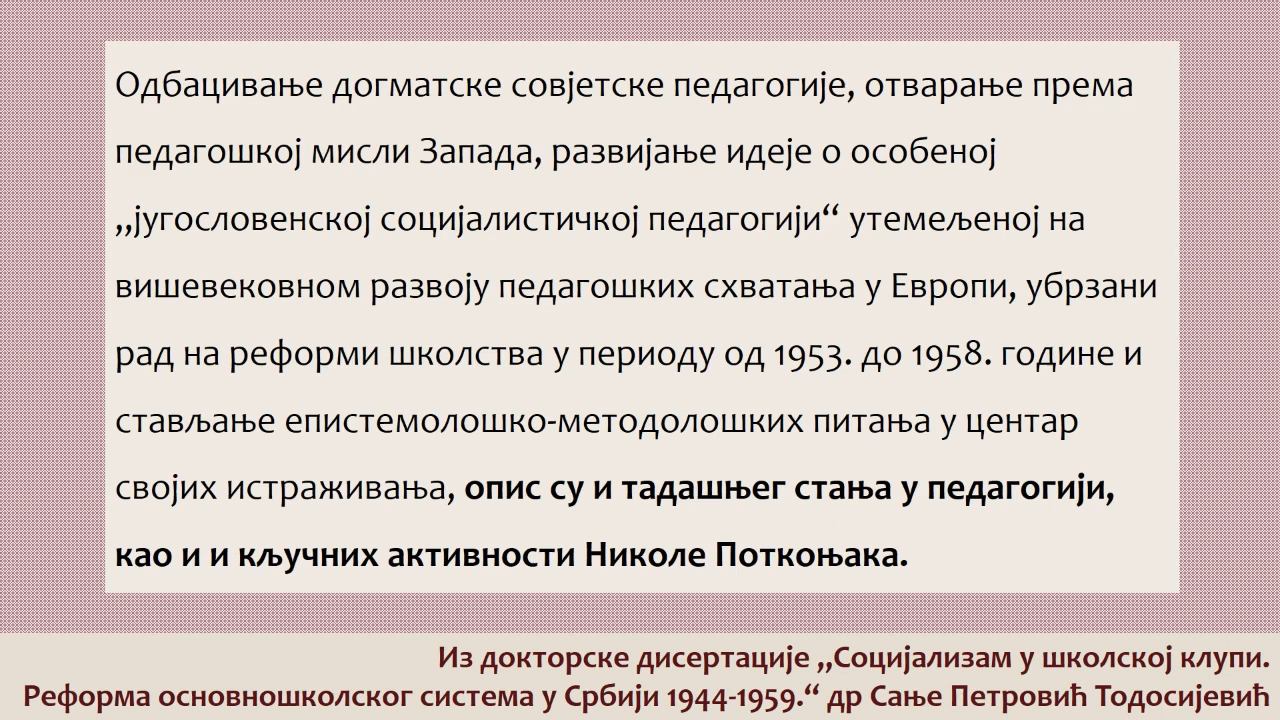 Одбацивање догматске совјетске педагогије, отварање према
педагошкој мисли Запада, развијање идеје о особеној
„југословенској социјалистичкој педагогији“ утемељеној на
вишевековном развоју педагошких схватања у Европи, убрзани
рад на реформи школства у периоду од 1953. до 1958. године и
стављање епистемолошко-методолошких питања у центар
својих истраживања, опис су и тадашњег стања у педагогији,
као и и кључних активности Николе Поткоњака.
Из докторске дисертације „Социјализам у школској клупи.
Реформа основношколског система у Србији 1944-1959.“ др Сање Петровић Тодосијевић